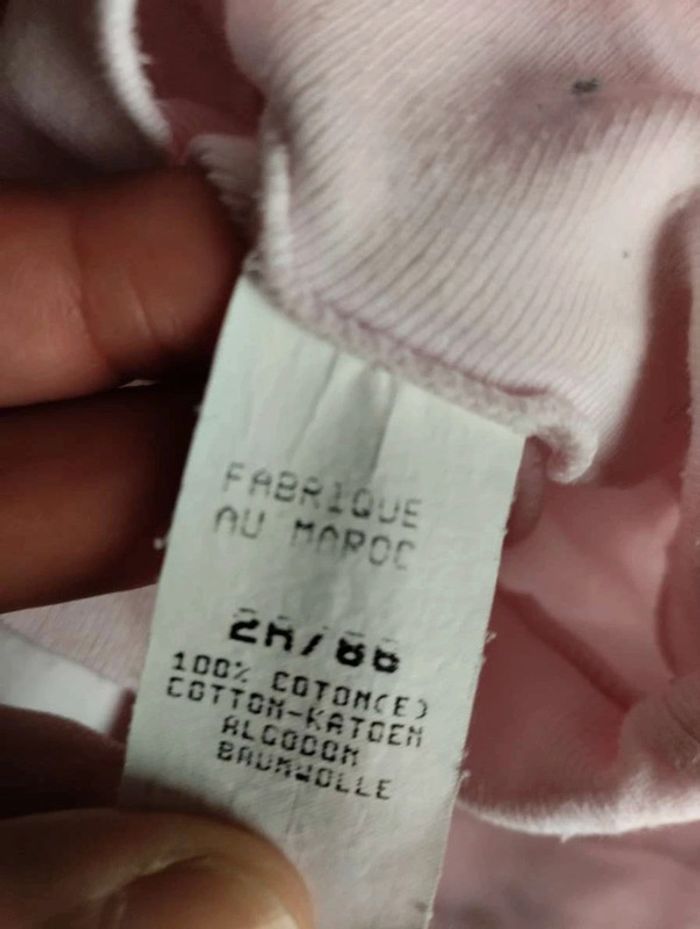 FABRIQUE
AU MAROC
2A/86
100% COTON(E)
COTTON-KATOEN
ALGODON
BAUMWOLLE